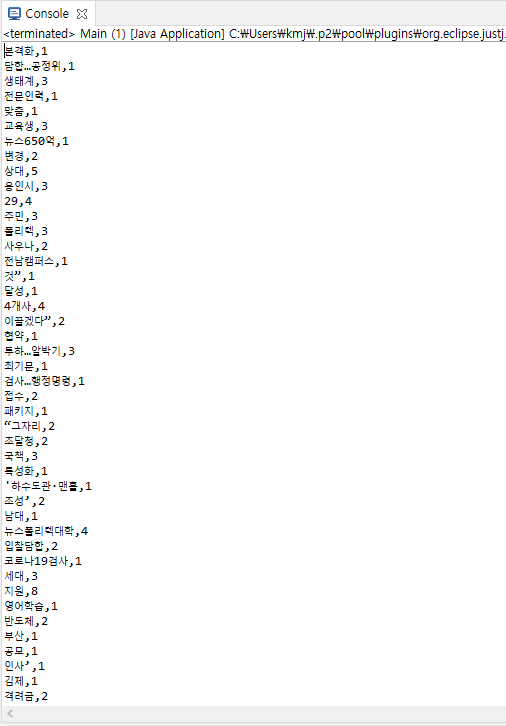 Console
<terminated> Main (1) [Java Application] C:₩Users₩kmj₩.p2₩pool₩plugins₩org.eclipse.justj.
본격화,1
담합…공정위,1
생태계,3
전문인력,1
맞춤,1
교육생,3
뉴스650억,1
변경,2
상대,5
용인시,3
29,4
주민,3
폴리텍,3
사우나,2
전남캠퍼스,1
것”,1
달성,1
4개사,4
이끌겠다”,2
협약,1
투하…알박기,3
최기문,1
검사…행정명령,1
접수,2
패키지,1
“그자리,2
조달청,2
국책,3
특성화,1
'하수도관·맨홀,1
조성’,2
남대,1
뉴스폴리텍대학,4
입찰담합,2
코로나19검사,1
세대,3
지원,8
영어학습,1
반도체,2
부산,1
공모,1
인사’,1
김제,1
격려금,2